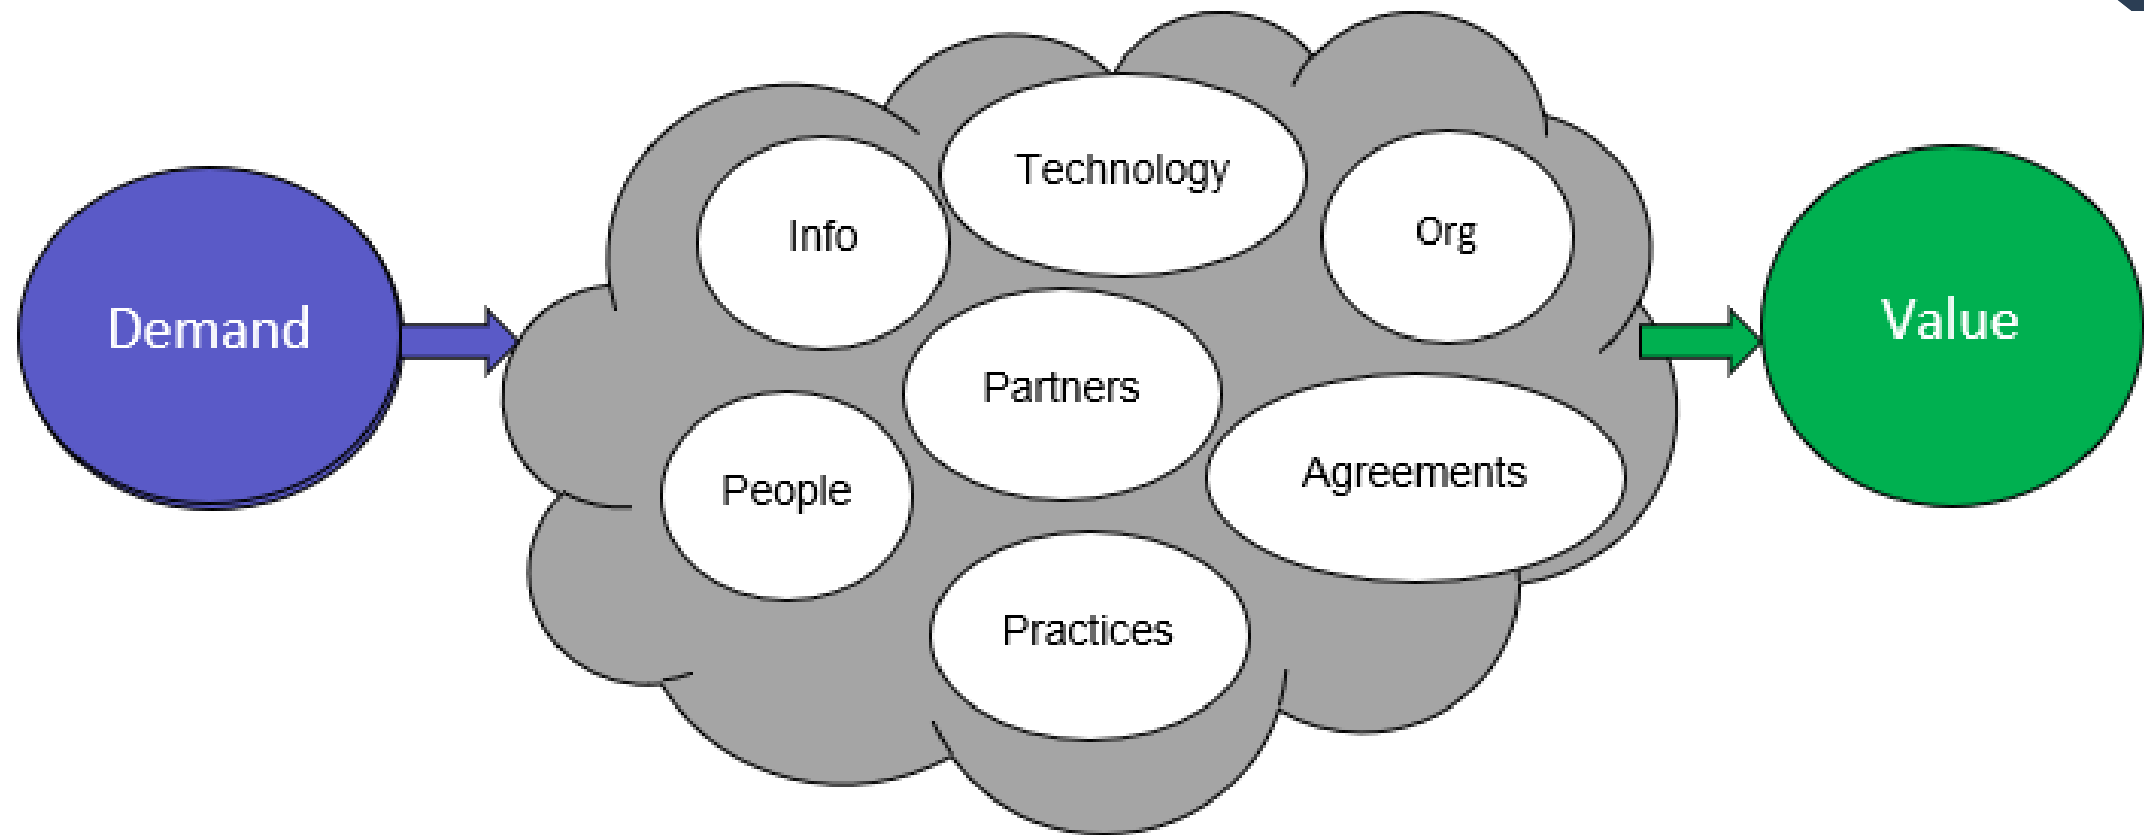 Technology
Info
Org
Demand
Value
Partners
Agreements
People
Practices